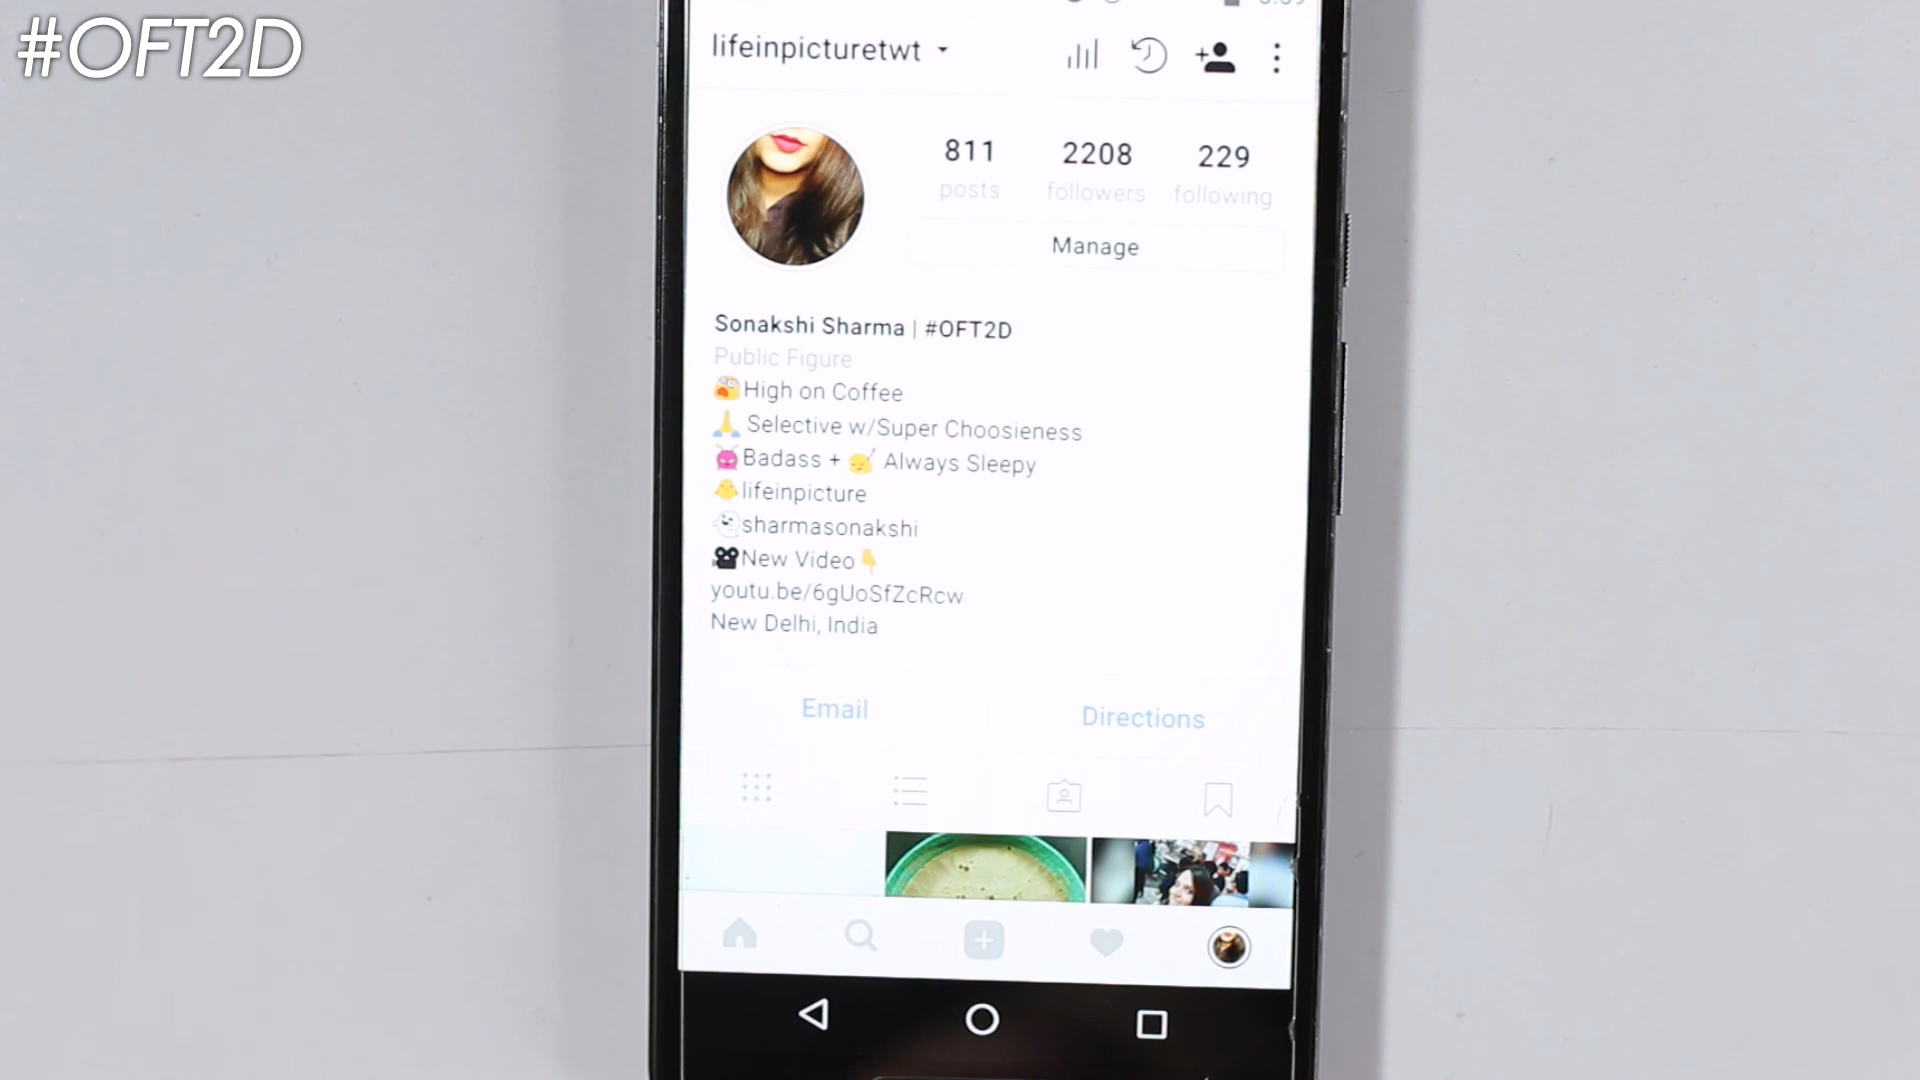 #OFT2D
lifeinpicturetwt
811 2208 229
posts followers following
Manage
Sonakshi Sharma | #OFT2D
Public Figure
High on Coffee
Selective w/Super Choosieness
Badass + Always Sleepy
lifeinpicture
sharmasonakshi
New Video
youtu.be/6gUoSfZcRcw
New Delhi, India
Email Directions